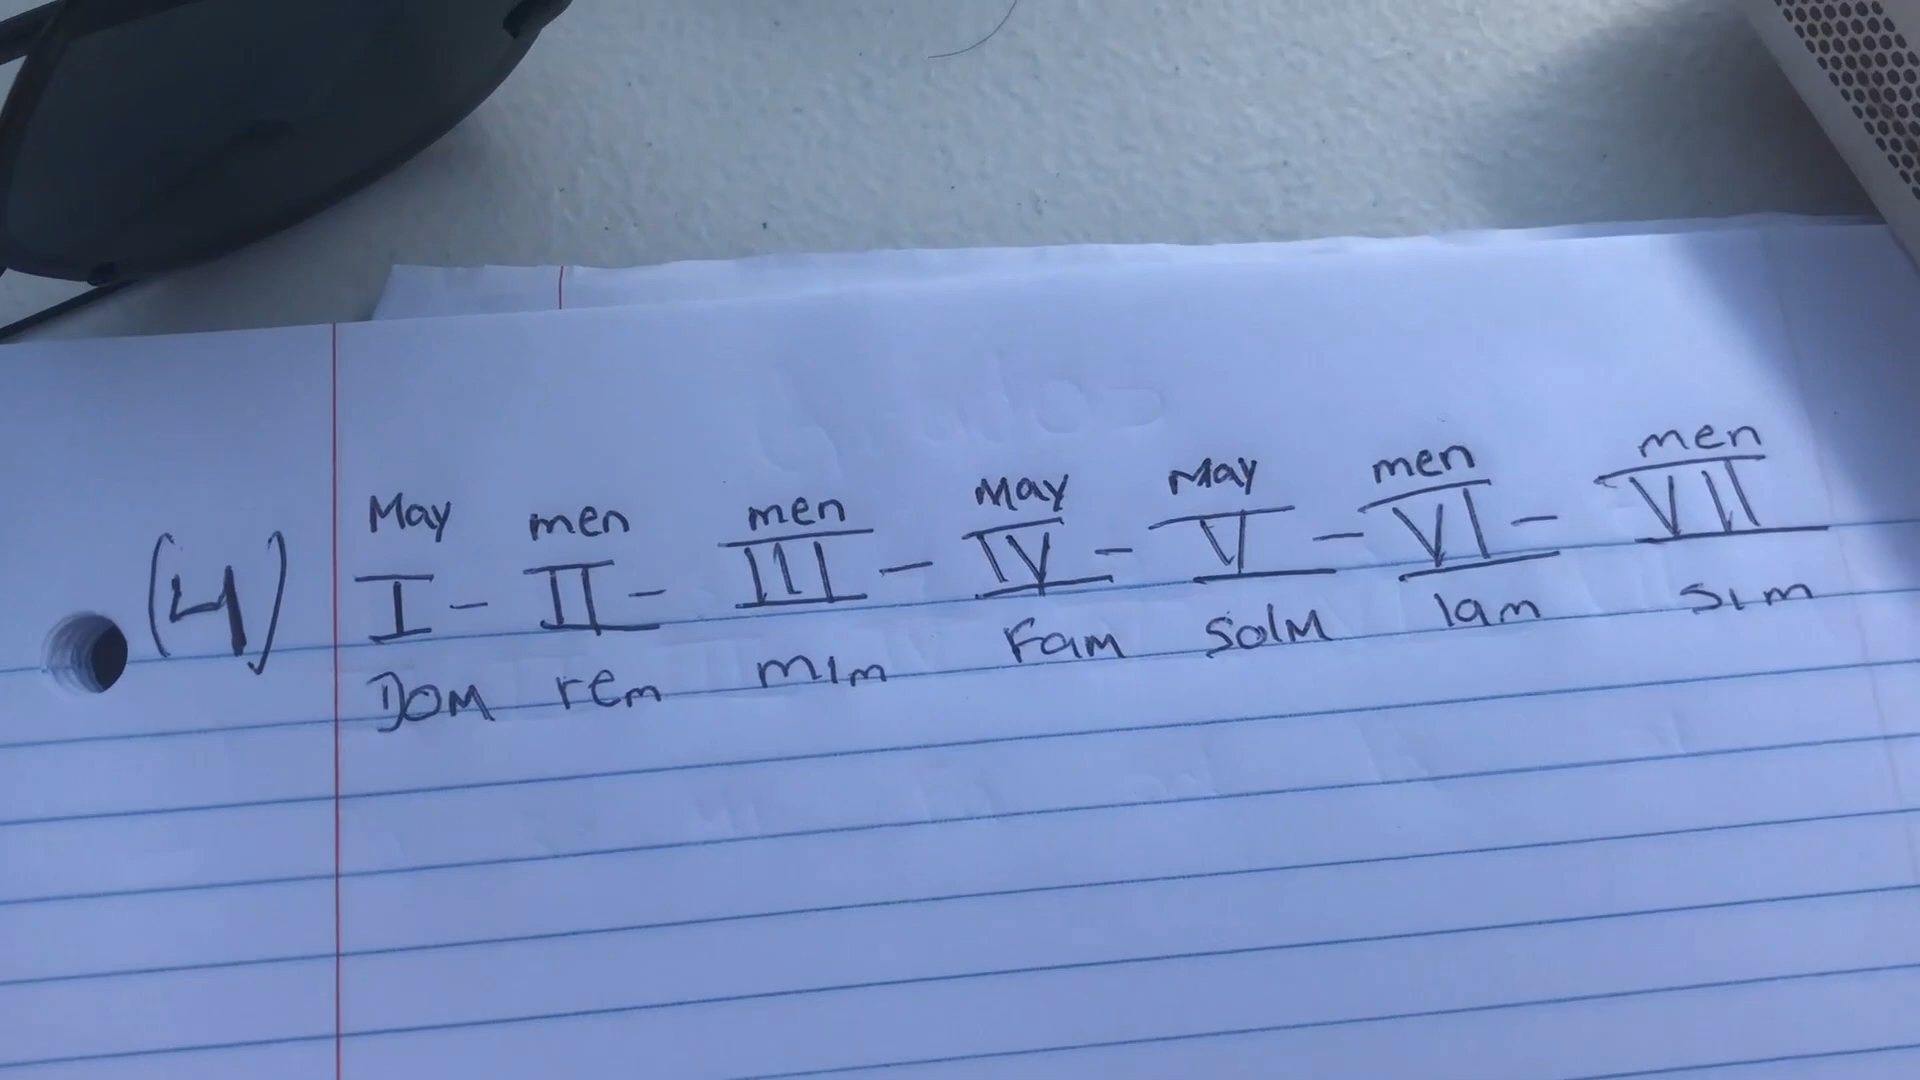 May men men May May men men
(4) I - II - III - IV - V - VI - VII
DOM rem mim Fam SolM lam sim